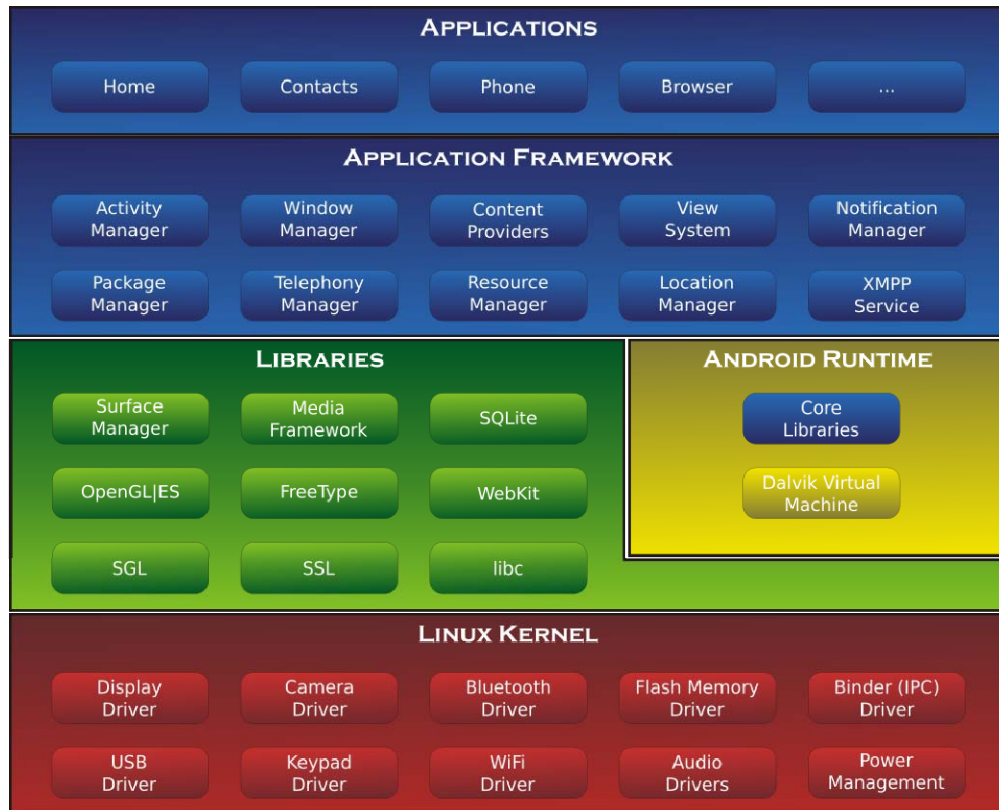 APPLICATIONS
Home
Contacts
Phone
Browser
...
APPLICATION FRAMEWORK
Activity
Manager
Window
Manager
Content
Providers
View
System
Notification
Manager
Package
Manager
Telephony
Manager
Resource
Manager
Location
Manager
XMPP
Service
LIBRARIES
Surface
Manager
Media
Framework
SQLite
OpenGL|ES
FreeType
WebKit
SGL
SSL
libc
ANDROID RUNTIME
Core
Libraries
Dalvik Virtual
Machine
LINUX KERNEL
Display
Driver
Camera
Driver
Bluetooth
Driver
Flash Memory
Driver
Binder (IPC)
Driver
USB
Driver
Keypad
Driver
WiFi
Driver
Audio
Drivers
Power
Management